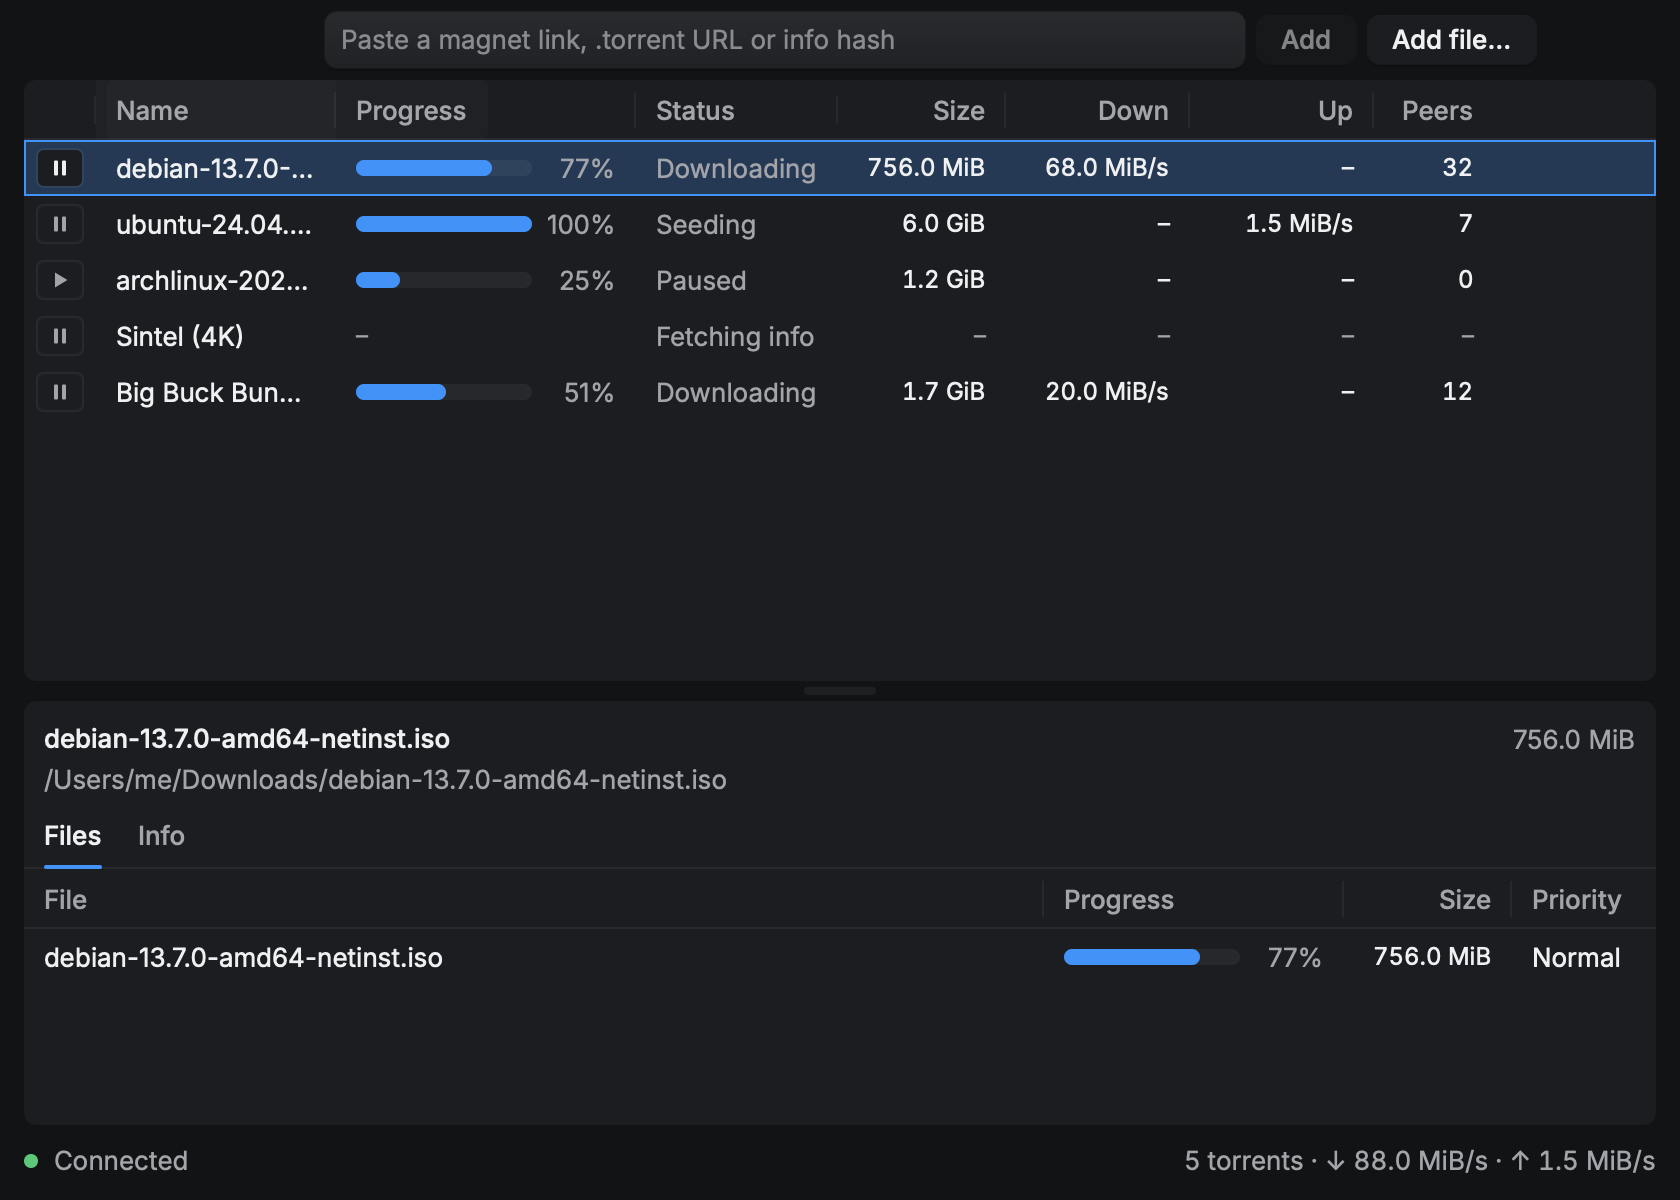 Paste a magnet link, .torrent URL or info hash Add Add file...
Name Progress Status Size Down Up Peers
debian-13.7.0-... 77% Downloading 756.0 MiB 68.0 MiB/s – 32
ubuntu-24.04.... 100% Seeding 6.0 GiB – 1.5 MiB/s 7
archlinux-202... 25% Paused 1.2 GiB – – 0
Sintel (4K) – Fetching info – – – –
Big Buck Bun... 51% Downloading 1.7 GiB 20.0 MiB/s – 12
debian-13.7.0-amd64-netinst.iso 756.0 MiB
/Users/me/Downloads/debian-13.7.0-amd64-netinst.iso
Files Info
File Progress Size Priority
debian-13.7.0-amd64-netinst.iso 77% 756.0 MiB Normal
Connected 5 torrents · ↓ 88.0 MiB/s · ↑ 1.5 MiB/s